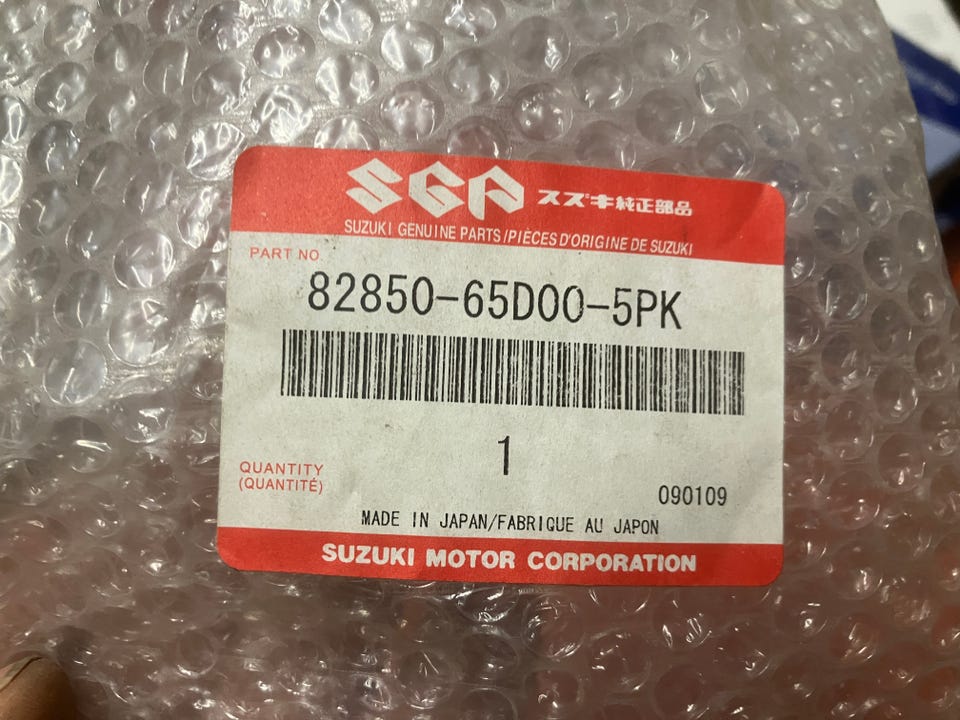 SGP スズキ純正部品
SUZUKI GENUINE PARTS/PIÈCES D'ORIGINE DE SUZUKI
PART NO.
82850-65D00-5PK
1
QUANTITY
(QUANTITÉ)
090109
MADE IN JAPAN/FABRIQUE AU JAPON
SUZUKI MOTOR CORPORATION